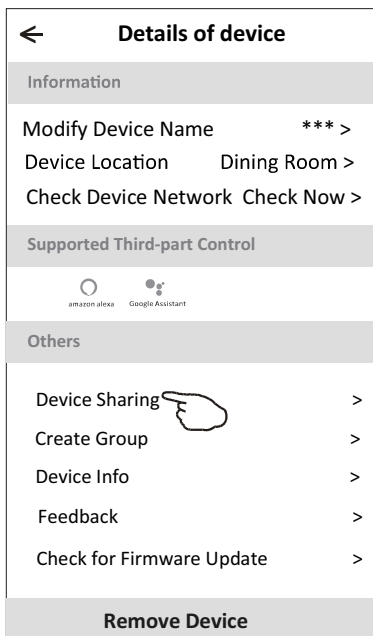 ← Details of device
Information
Modify Device Name *** >
Device Location Dining Room >
Check Device Network Check Now >
Supported Third-part Control
amazon alexa Google Assistant
Others
Device Sharing >
Create Group >
Device Info >
Feedback >
Check for Firmware Update >
Remove Device